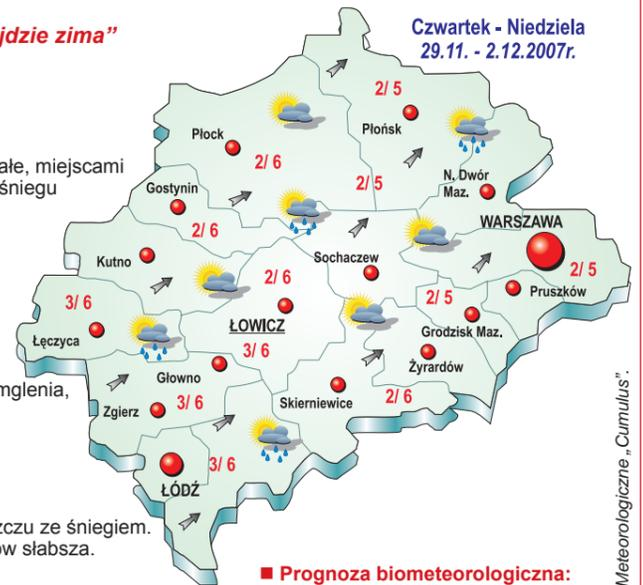 jdzie zima”
Czwartek - Niedziela
29.11. - 2.12.2007r.
ałe, miejscami
śniegu
mglenia,
szczu ze śniegiem.
ów słabsza.
2/ 5
Płock
Płońsk
2/ 6
2/ 5
N. Dwór
Maz.
Gostynin
2/ 6
WARSZAWA
Kutno
Sochaczew
2/ 5
2/ 6
Pruszków
3/ 6
2/ 5
ŁOWICZ
Grodzisk Maz.
Łęczyca
3/ 6
Żyrardów
Głowno
2/ 6
Skierniewice
Zgierz
3/ 6
3/ 6
ŁÓDŹ
■ Prognoza biometeorologiczna:
Meteorologiczne „Cumulus”.